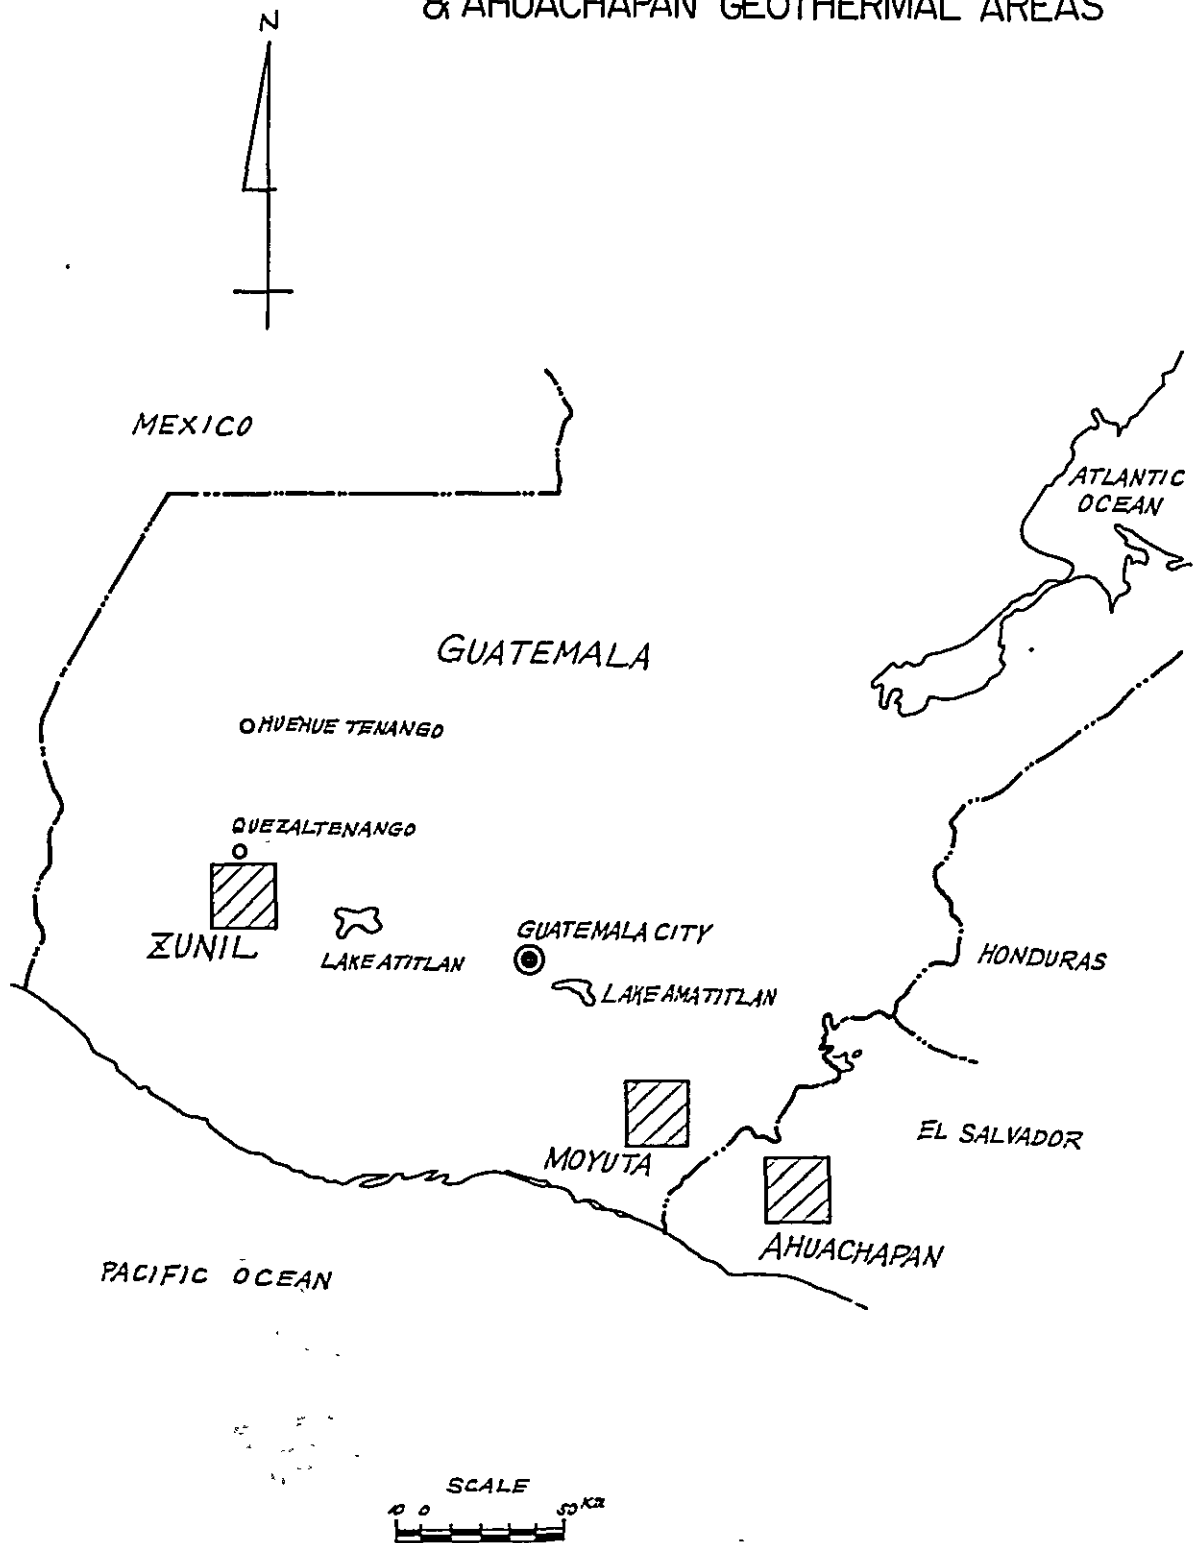 & AHUACHAPAN GEOTHERMAL AREAS
N
MEXICO
ATLANTIC
OCEAN
GUATEMALA
HUEHUE TENANGO
QUEZALTENANGO
ZUNIL
LAKE ATITLAN
GUATEMALA CITY
LAKE AMATITLAN
HONDURAS
EL SALVADOR
MOYUTA
AHUACHAPAN
PACIFIC OCEAN
SCALE
10 0 50 KM